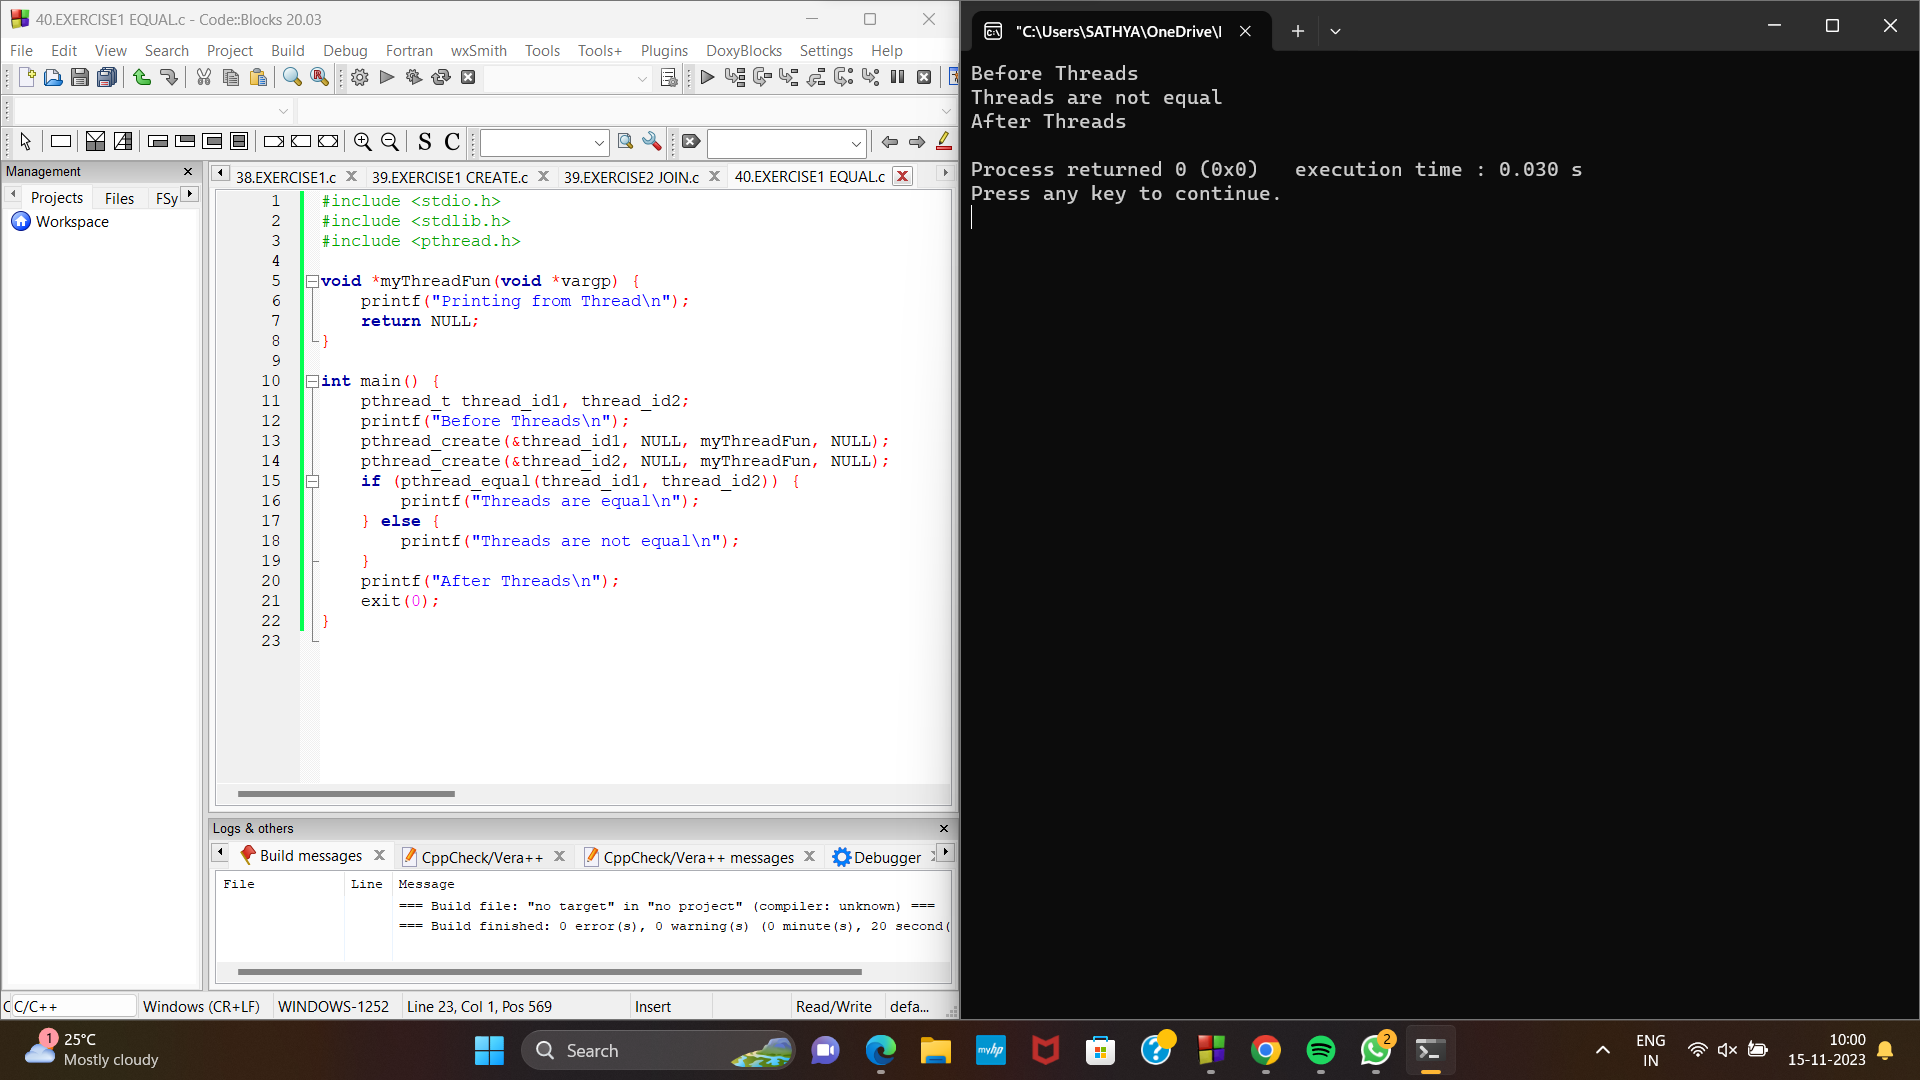 40.EXERCISE1 EQUAL.c - Code::Blocks 20.03
File Edit View Search Project Build Debug Fortran wxSmith Tools Tools+ Plugins DoxyBlocks Settings Help
S C
Management
Projects Files FSy
Workspace
38.EXERCISE1.c 39.EXERCISE1 CREATE.c 39.EXERCISE2 JOIN.c 40.EXERCISE1 EQUAL.c
1 #include <stdio.h>
2 #include <stdlib.h>
3 #include <pthread.h>
4
5 void *myThreadFun(void *vargp) {
6 printf("Printing from Thread\n");
7 return NULL;
8 }
9
10 int main() {
11 pthread_t thread_id1, thread_id2;
12 printf("Before Threads\n");
13 pthread_create(&thread_id1, NULL, myThreadFun, NULL);
14 pthread_create(&thread_id2, NULL, myThreadFun, NULL);
15 if (pthread_equal(thread_id1, thread_id2)) {
16 printf("Threads are equal\n");
17 } else {
18 printf("Threads are not equal\n");
19 }
20 printf("After Threads\n");
21 exit(0);
22 }
23
Logs & others
Build messages CppCheck/Vera++ CppCheck/Vera++ messages Debugger
File Line Message
=== Build file: "no target" in "no project" (compiler: unknown) ===
=== Build finished: 0 error(s), 0 warning(s) (0 minute(s), 20 second(
C C/C++ Windows (CR+LF) WINDOWS-1252 Line 23, Col 1, Pos 569 Insert Read/Write defa...
"C:\Users\SATHYA\OneDrive\I
Before Threads
Threads are not equal
After Threads
Process returned 0 (0x0) execution time : 0.030 s
Press any key to continue.
1
25°C
Mostly cloudy
Search
myhp
2
ENG
IN
10:00
15-11-2023